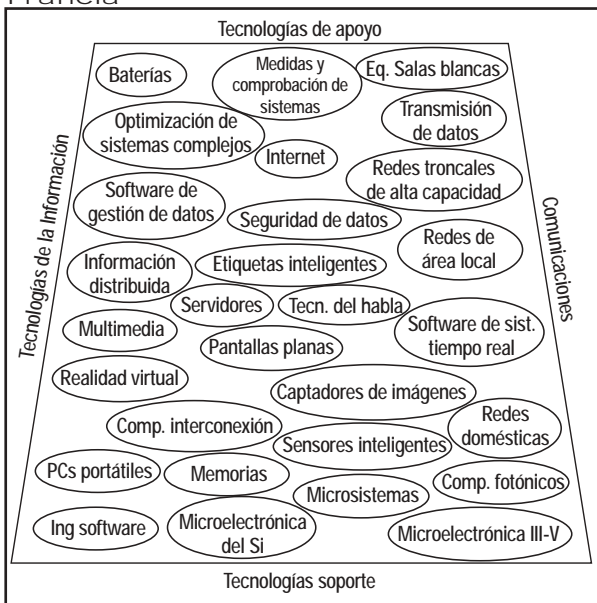 Francia
Tecnologías de apoyo
Baterías
Medidas y
comprobación de
sistemas
Eq. Salas blancas
Optimización de
sistemas complejos
Transmisión
de datos
Internet
Redes troncales
de alta capacidad
Software de
gestión de datos
Seguridad de datos
Redes de
área local
Información
distribuida
Etiquetas inteligentes
Servidores
Tecn. del habla
Multimedia
Software de sist.
tiempo real
Pantallas planas
Realidad virtual
Captadores de imágenes
Comp. interconexión
Redes
domésticas
Sensores inteligentes
PCs portátiles
Memorias
Comp. fotónicos
Microsistemas
Ing software
Microelectrónica
del Si
Microelectrónica III-V
Tecnologías de la Información
Comunicaciones
Tecnologías soporte